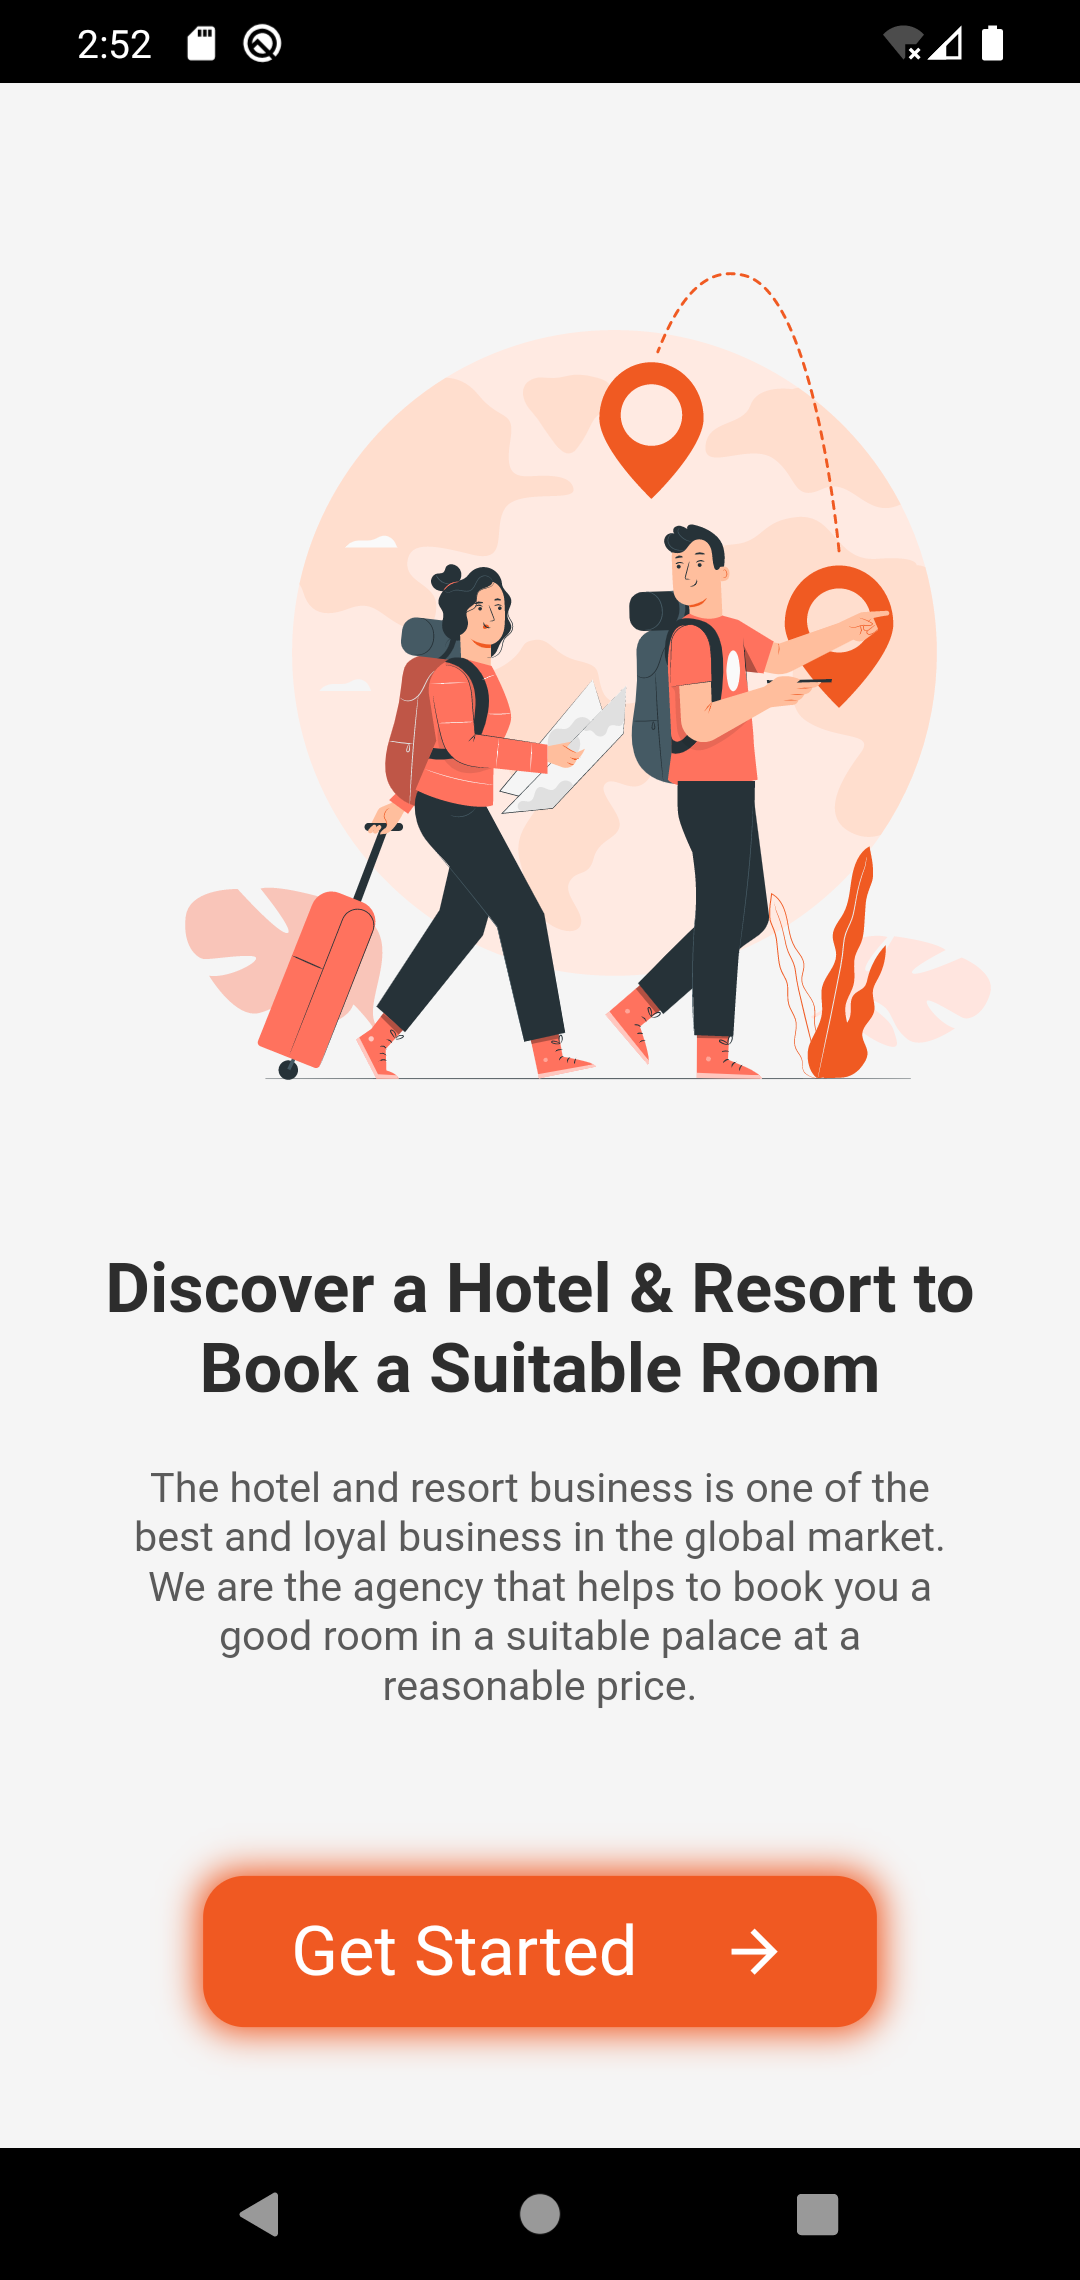 2:52
Discover a Hotel & Resort to
Book a Suitable Room
The hotel and resort business is one of the
best and loyal business in the global market.
We are the agency that helps to book you a
good room in a suitable palace at a
reasonable price.
Get Started